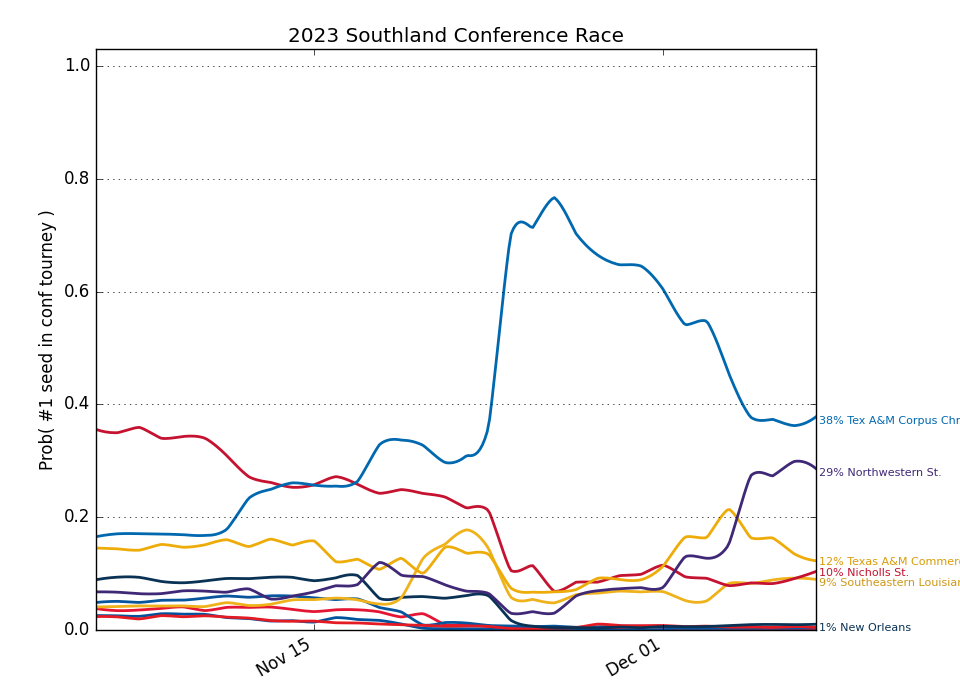 2023 Southland Conference Race
Prob( #1 seed in conf tourney )
1.0
0.8
0.6
0.4
0.2
0.0
Nov 15
Dec 01
38% Tex A&M Corpus Chr
29% Northwestern St.
12% Texas A&M Commerc
10% Nicholls St.
9% Southeastern Louisian
1% New Orleans